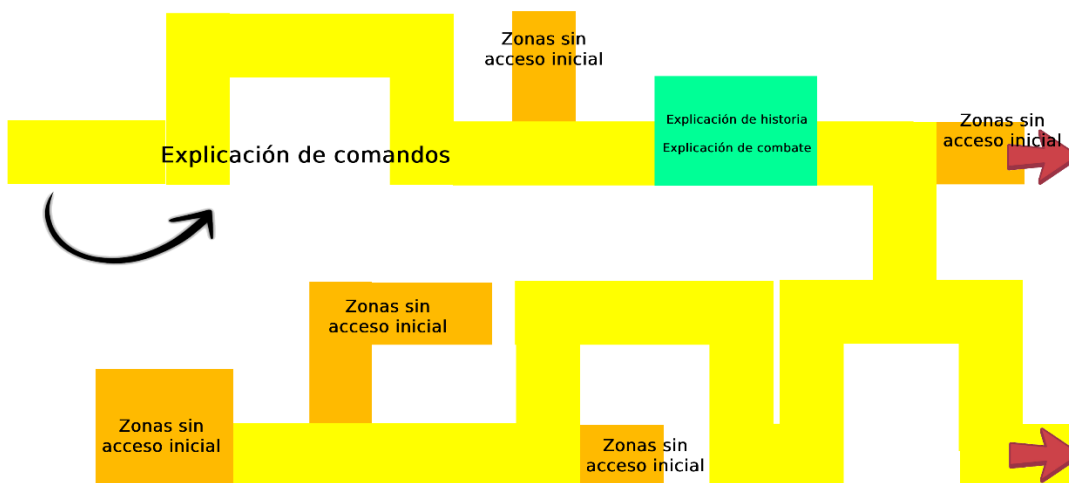 Zonas sin
acceso inicial
Explicación de historia
Explicación de combate
Zonas sin
acceso inicial
Explicación de comandos
Zonas sin
acceso inicial
Zonas sin
acceso inicial
Zonas sin
acceso inicial